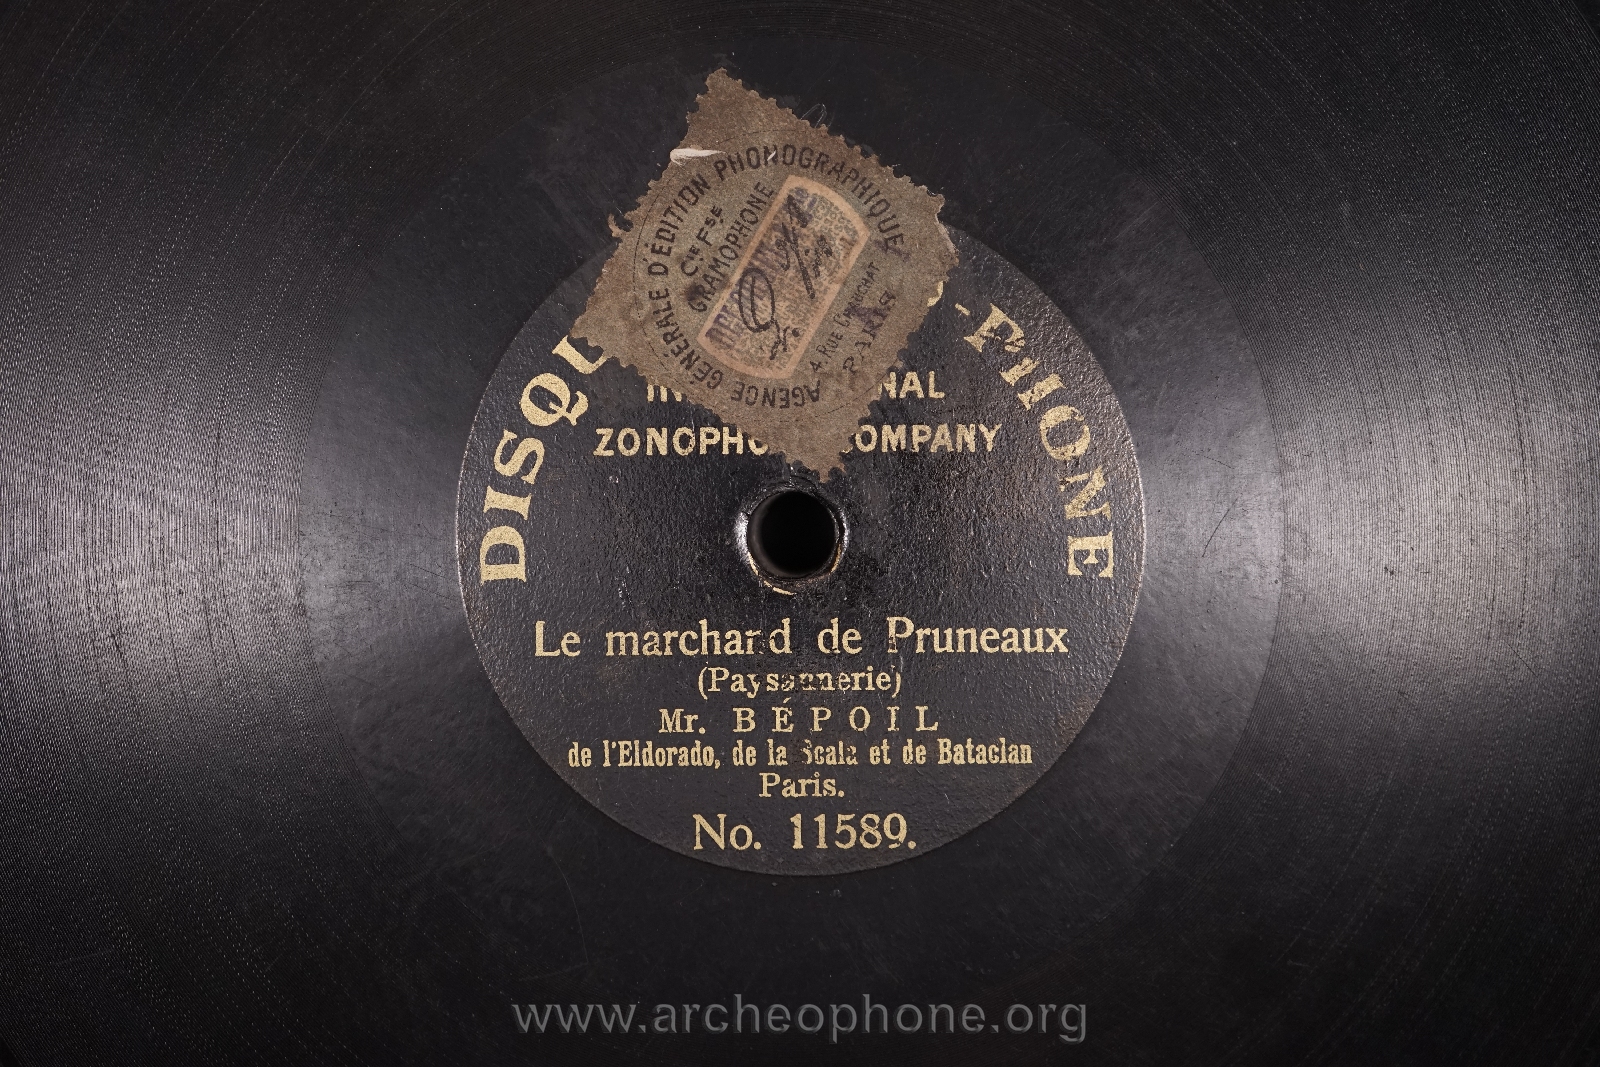 AGENCE GÉNÉRALE D'ÉDITION PHONOGRAPHIQUE
Cie Fse
GRAMOPHONE
PARIS
DISQU -PHONE
NAL
ZONOPHO OMPANY
Le marchand de Pruneaux
(Paysannerie)
Mr. BÉPOIL
de l'Eldorado, de la Scala et de Bataclan
Paris.
No. 11589.
www.archeophone.org